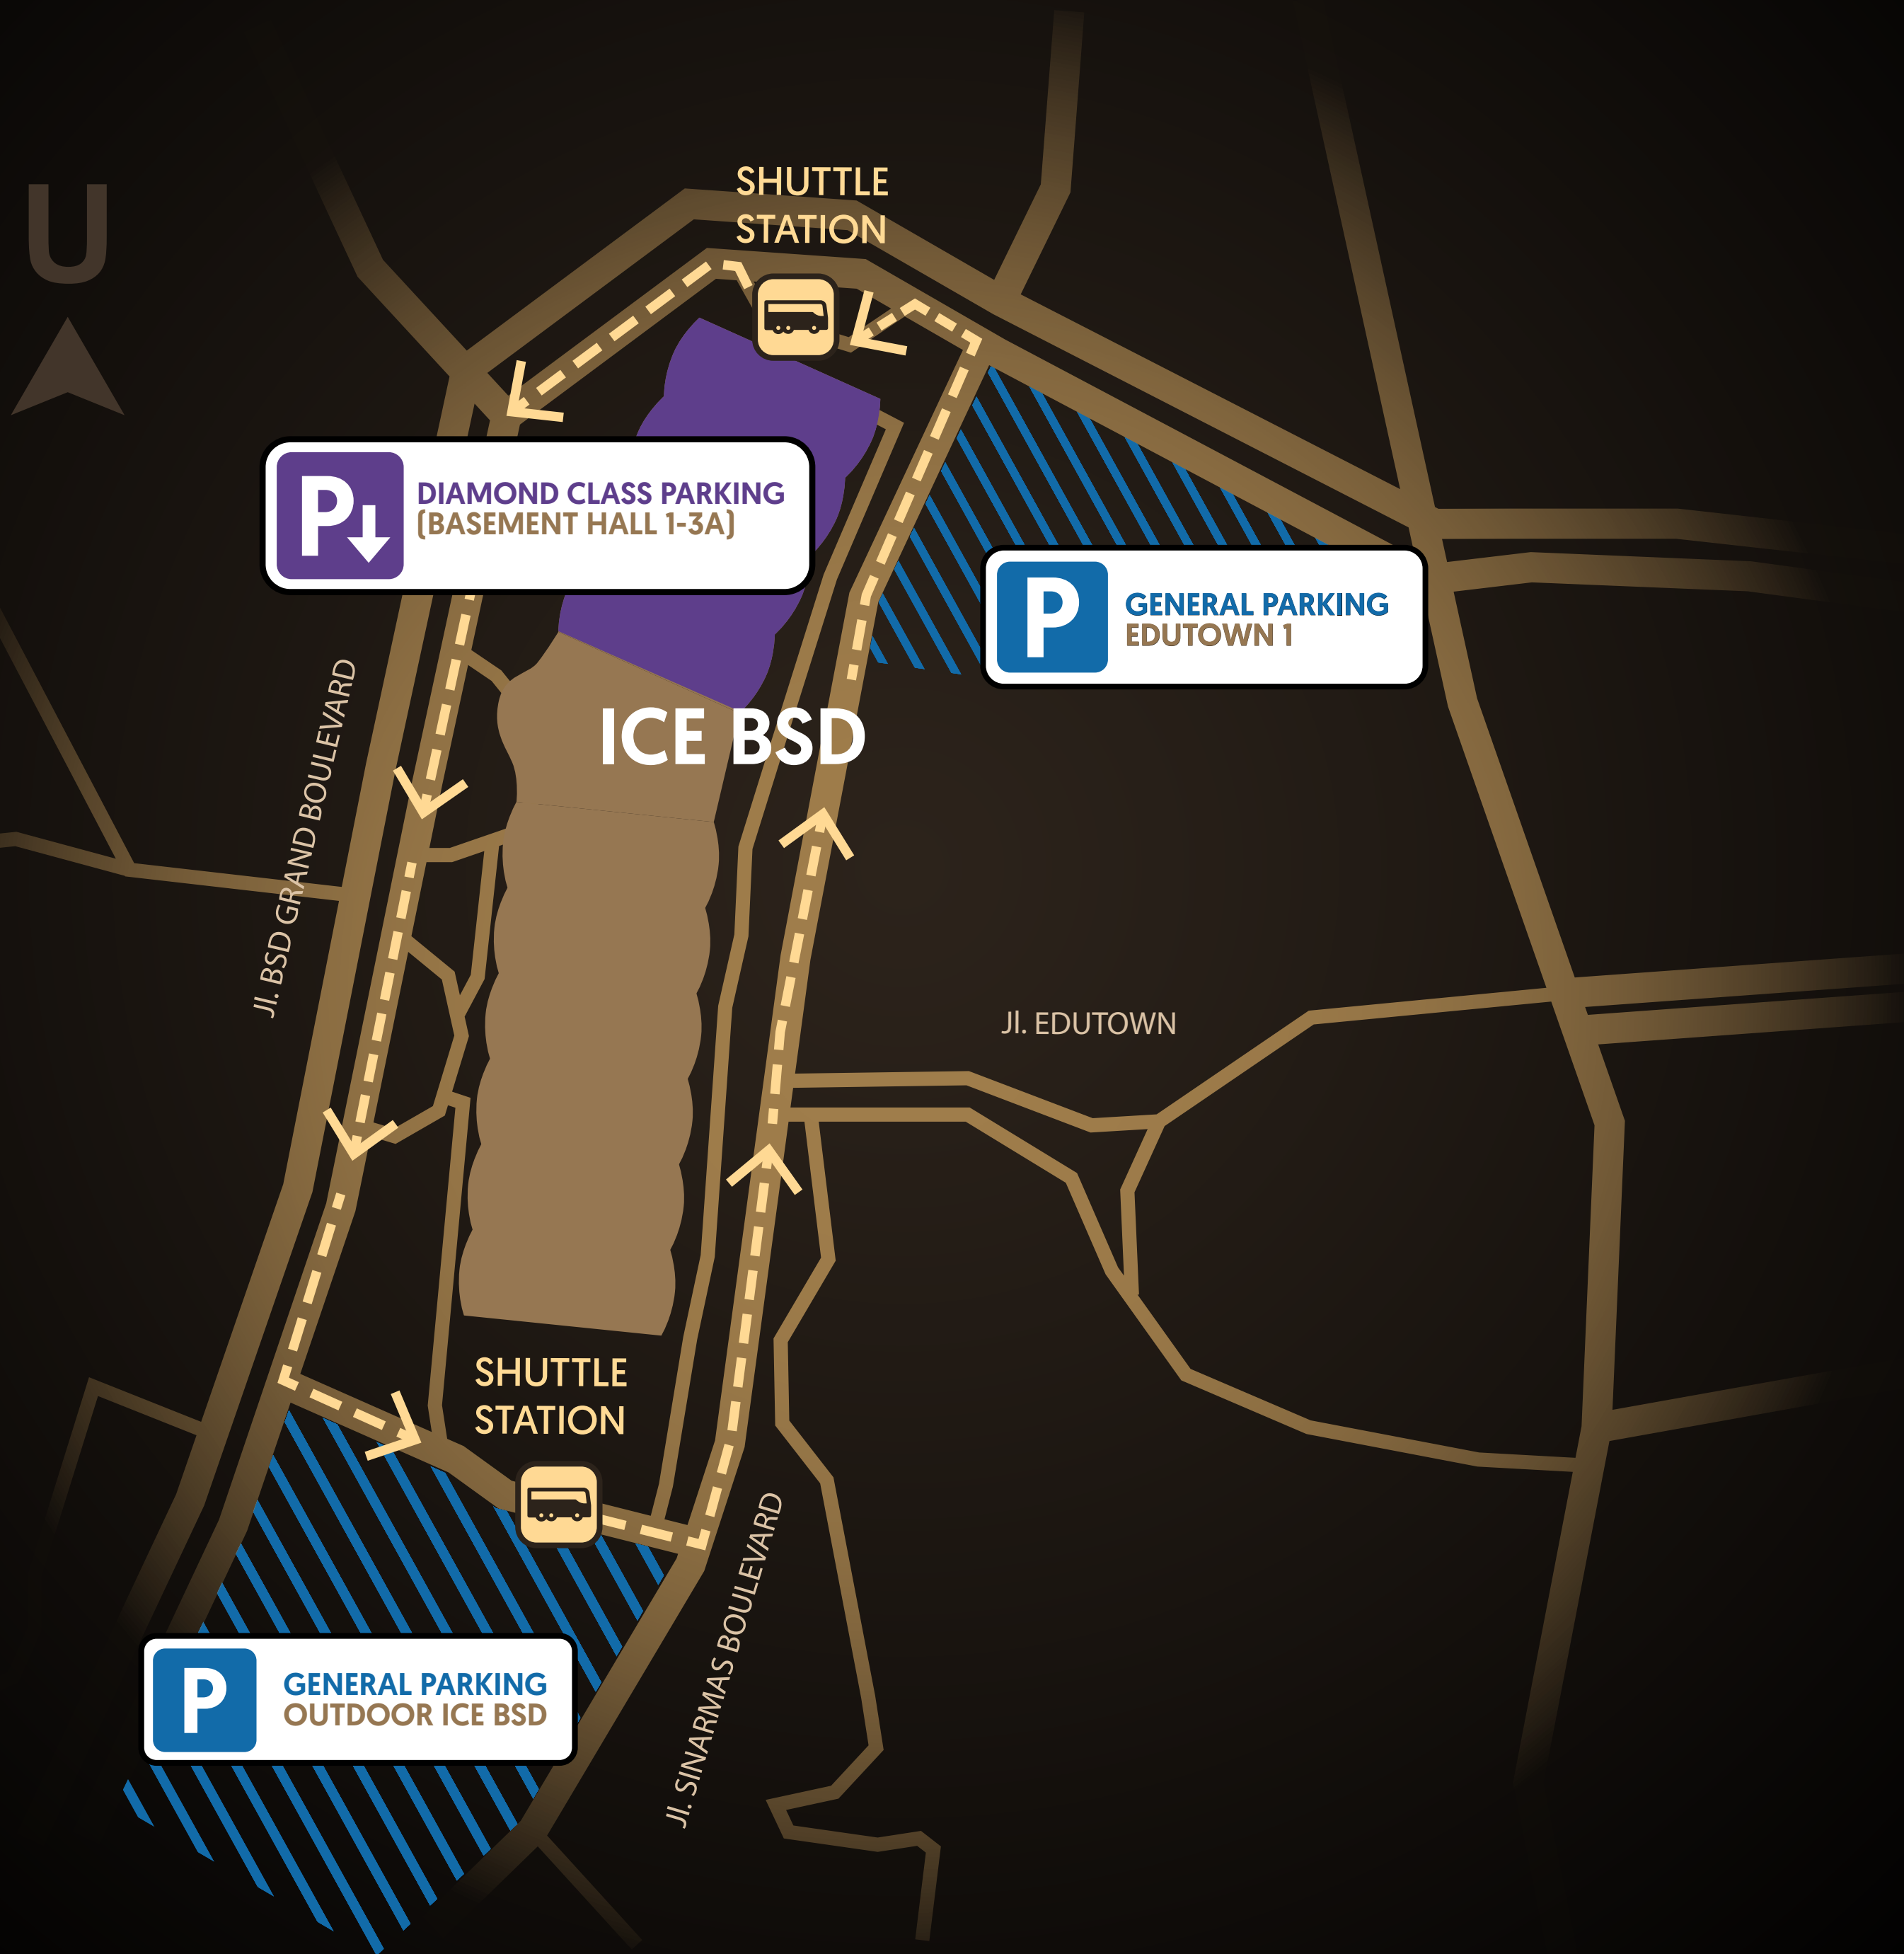 U
SHUTTLE
STATION
P
DIAMOND CLASS PARKING
(BASEMENT HALL 1-3A)
P
GENERAL PARKING
EDUTOWN 1
ICE BSD
Jl. BSD GRAND BOULEVARD
Jl. EDUTOWN
SHUTTLE
STATION
Jl. SINARMAS BOULEVARD
P
GENERAL PARKING
OUTDOOR ICE BSD